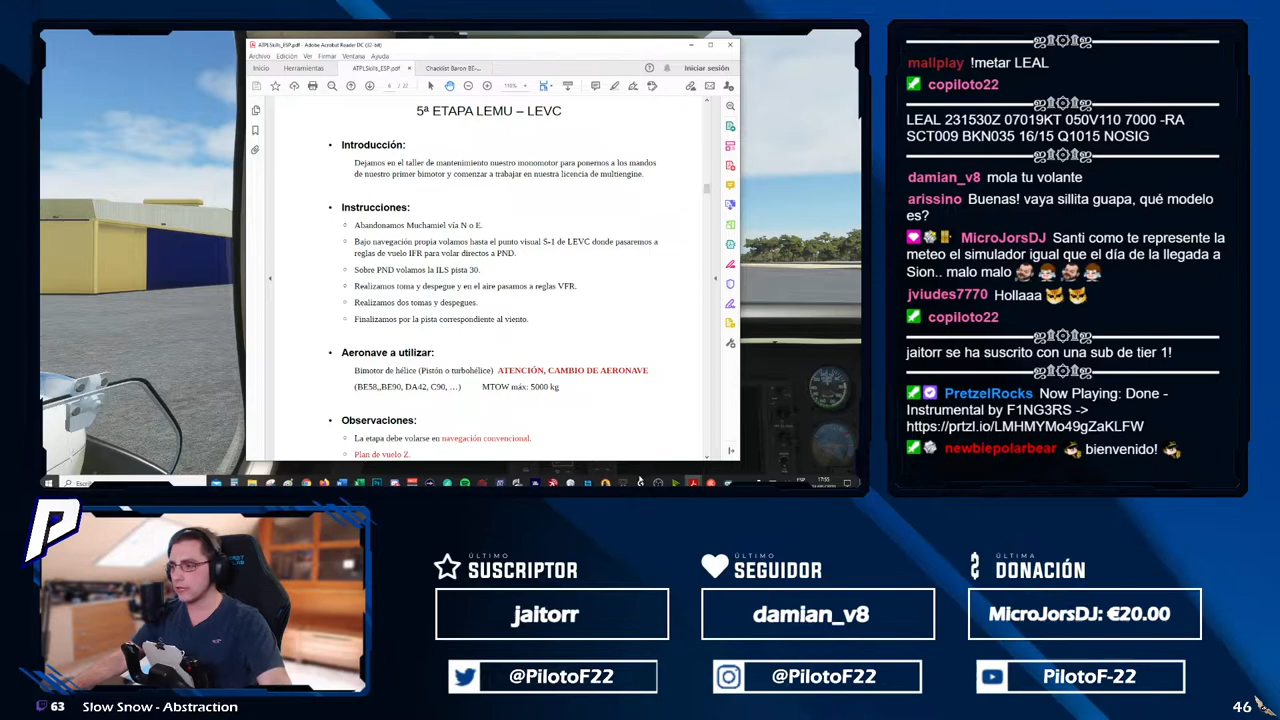 ATPLSkills_ESP.pdf - Adobe Acrobat Reader DC (32-bit)
Archivo Edición Ver Firmar Ventana Ayuda
Inicio Herramientas ATPLSkills_ESP.pdf × Checklist Baron BE-... Iniciar sesión
6 / 22 110%
5ª ETAPA LEMU – LEVC
• Introducción:
Dejamos en el taller de mantenimiento nuestro monomotor para ponernos a los mandos
de nuestro primer bimotor y comenzar a trabajar en nuestra licencia de multiengine.
• Instrucciones:
Abandonamos Muchamiel vía N o E.
Bajo navegación propia volamos hasta el punto visual S-1 de LEVC donde pasaremos a
reglas de vuelo IFR para volar directos a PND.
Sobre PND volamos la ILS pista 30.
Realizamos toma y despegue y en el aire pasamos a reglas VFR.
Realizamos dos tomas y despegues.
Finalizamos por la pista correspondiente al viento.
• Aeronave a utilizar:
Bimotor de hélice (Pistón o turbohélice) ATENCIÓN, CAMBIO DE AERONAVE
(BE58,,BE90, DA42, C90, …) MTOW máx: 5000 kg
• Observaciones:
La etapa debe volarse en navegación convencional.
Plan de vuelo Z.
ESP 17:55
mallplay !metar LEAL
copiloto22
LEAL 231530Z 07019KT 050V110 7000 -RA
SCT009 BKN035 16/15 Q1015 NOSIG
damian_v8 mola tu volante
arissino Buenas! vaya sillita guapa, qué modelo
es?
MicroJorsDJ Santi como te represente la
meteo el simulador igual que el día de la llegada a
Sion.. malo malo
jviudes7770 Hollaaa
copiloto22
jaitorr se ha suscrito con una sub de tier 1!
PretzelRocks Now Playing: Done -
Instrumental by F1NG3RS ->
https://prtzl.io/LMHMYMo49gZaKLYF
newbiepolarbear bienvenido!
P
ÚLTIMO
SUSCRIPTOR
jaitorr
ÚLTIMO
SEGUIDOR
damian_v8
ÚLTIMA
DONACIÓN
MicroJorsDJ: €20.00
@PilotoF22
@PilotoF22
PilotoF-22
63 Slow Snow - Abstraction
46